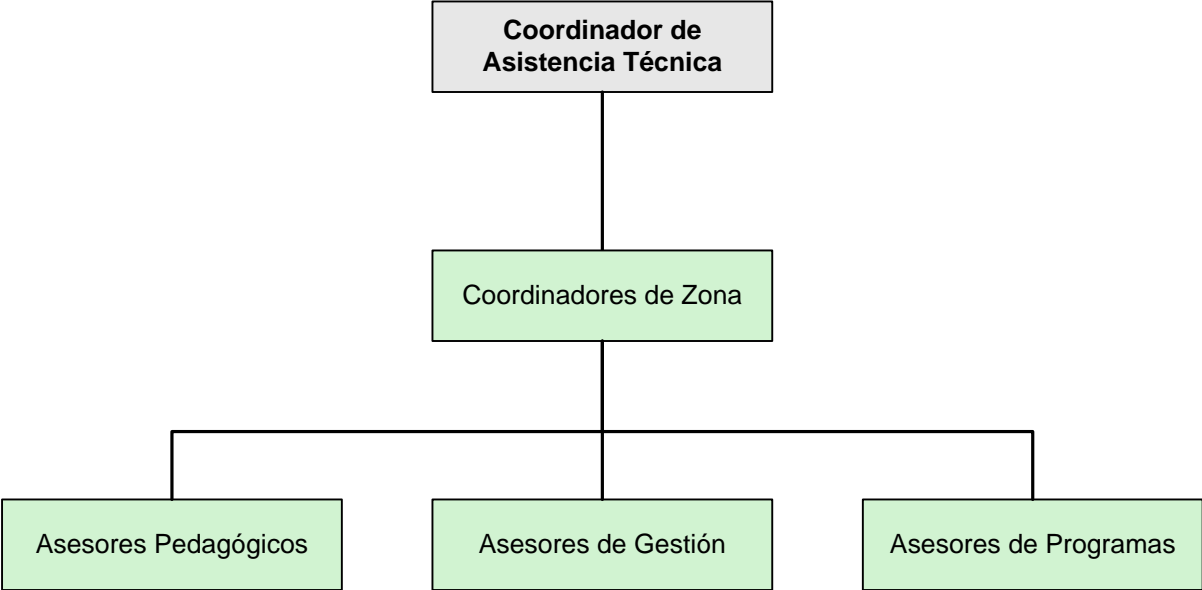 Coordinador de
Asistencia Técnica
Coordinadores de Zona
Asesores Pedagógicos
Asesores de Gestión
Asesores de Programas